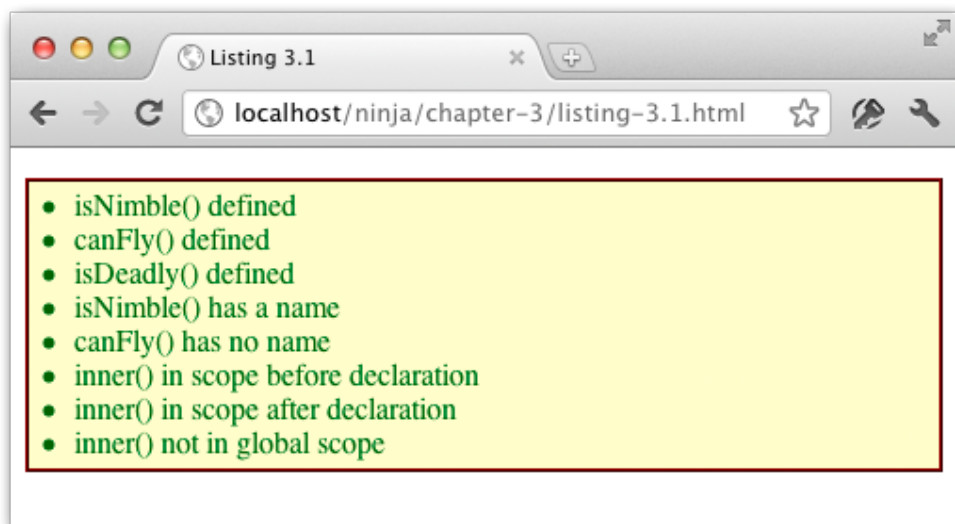 Listing 3.1
localhost/ninja/chapter-3/listing-3.1.html
• isNimble() defined
• canFly() defined
• isDeadly() defined
• isNimble() has a name
• canFly() has no name
• inner() in scope before declaration
• inner() in scope after declaration
• inner() not in global scope